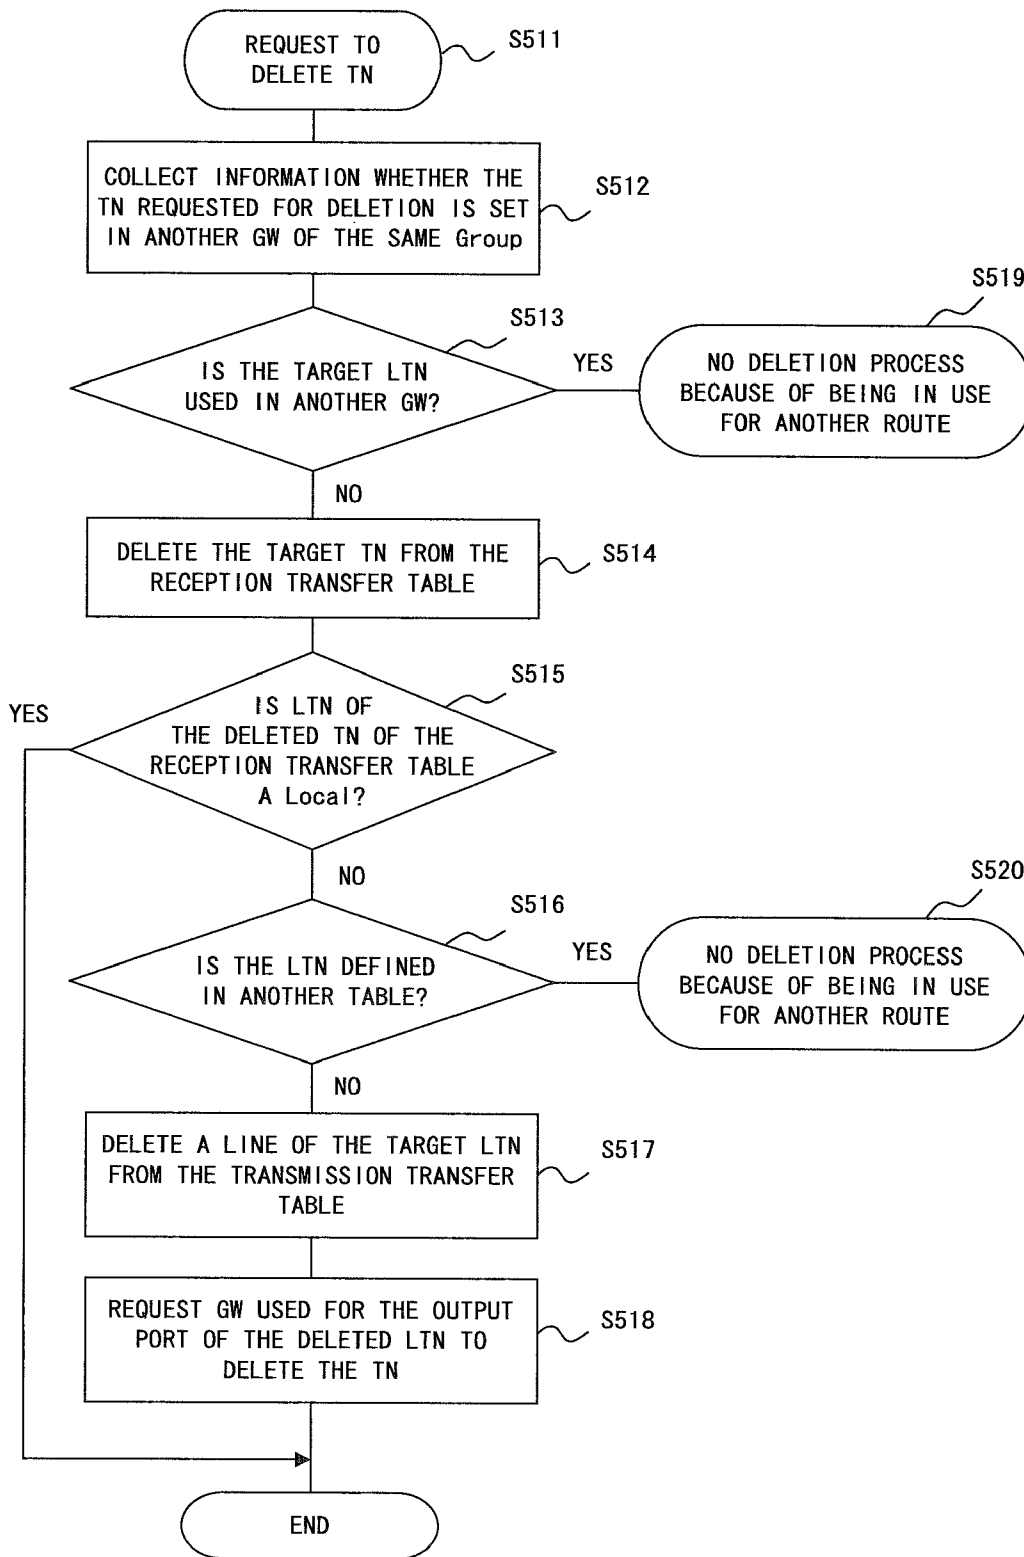 REQUEST TO
DELETE TN
S511
COLLECT INFORMATION WHETHER THE
TN REQUESTED FOR DELETION IS SET
IN ANOTHER GW OF THE SAME Group
S512
IS THE TARGET LTN
USED IN ANOTHER GW?
S513
YES
NO DELETION PROCESS
BECAUSE OF BEING IN USE
FOR ANOTHER ROUTE
S519
NO
DELETE THE TARGET TN FROM THE
RECEPTION TRANSFER TABLE
S514
IS LTN OF
THE DELETED TN OF THE
RECEPTION TRANSFER TABLE
A Local?
S515
YES
NO
IS THE LTN DEFINED
IN ANOTHER TABLE?
S516
YES
NO DELETION PROCESS
BECAUSE OF BEING IN USE
FOR ANOTHER ROUTE
S520
NO
DELETE A LINE OF THE TARGET LTN
FROM THE TRANSMISSION TRANSFER
TABLE
S517
REQUEST GW USED FOR THE OUTPUT
PORT OF THE DELETED LTN TO
DELETE THE TN
S518
END